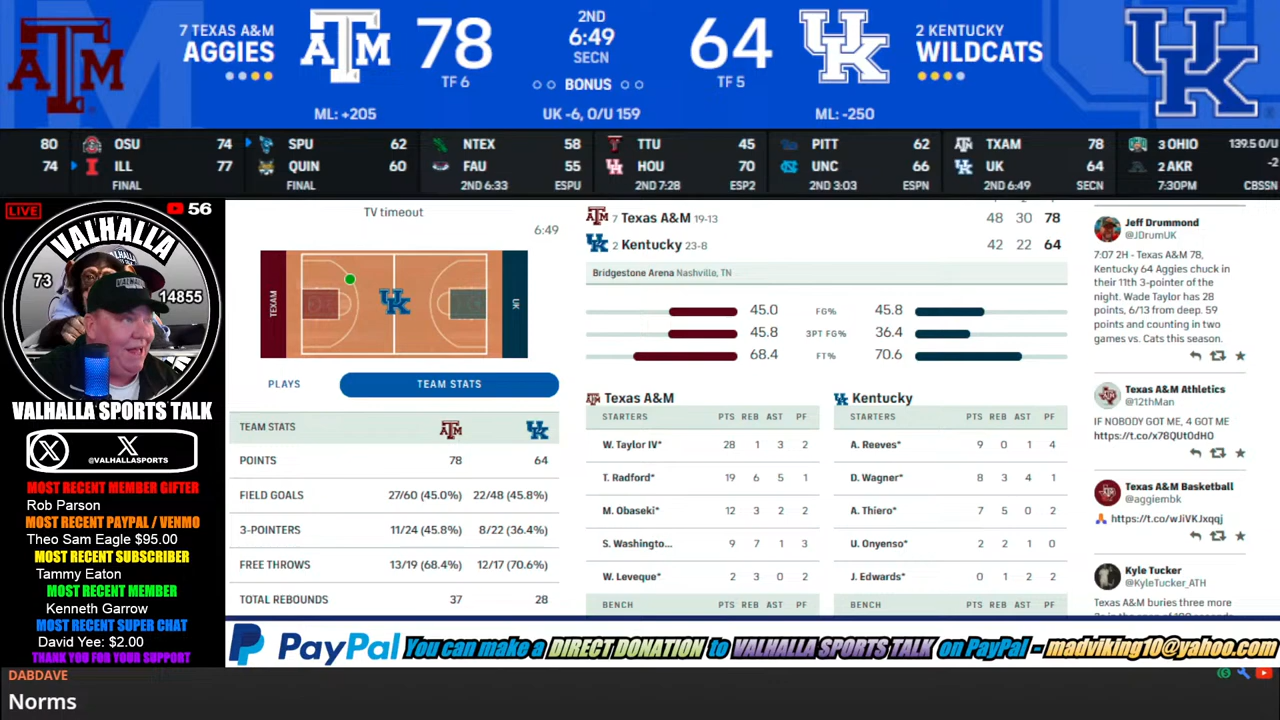 7 TEXAS A&M
AGGIES
78
TF 6
ML: +205
2ND
6:49
SECN
BONUS
UK -6, O/U 159
64
TF 5
ML: -250
2 KENTUCKY
WILDCATS
80
74
OSU 74
ILL 77
FINAL
SPU 62
QUIN 60
FINAL
NTEX 58
FAU 55
2ND 6:33 ESPU
TTU 45
HOU 70
2ND 7:28 ESP2
PITT 62
UNC 66
2ND 3:03 ESPN
TXAM 78
UK 64
2ND 6:49 SECN
3 OHIO 139.5 O/U
2 AKR -2
7:30PM CBSSN
LIVE
56
VALHALLA
73
14855
VALHALLA SPORTS TALK
@VALHALLASPORTS
MOST RECENT MEMBER GIFTER
Rob Parson
MOST RECENT PAYPAL / VENMO
Theo Sam Eagle $95.00
MOST RECENT SUBSCRIBER
Tammy Eaton
MOST RECENT MEMBER
Kenneth Garrow
MOST RECENT SUPER CHAT
David Yee: $2.00
THANK YOU FOR YOUR SUPPORT
TV timeout
6:49
TEXAM
UK
PLAYS
TEAM STATS
TEAM STATS
POINTS 78 64
FIELD GOALS 27/60 (45.0%) 22/48 (45.8%)
3-POINTERS 11/24 (45.8%) 8/22 (36.4%)
FREE THROWS 13/19 (68.4%) 12/17 (70.6%)
TOTAL REBOUNDS 37 28
7 Texas A&M 19-13 48 30 78
2 Kentucky 23-8 42 22 64
Bridgestone Arena Nashville, TN
45.0 FG% 45.8
45.8 3PT FG% 36.4
68.4 FT% 70.6
Texas A&M
STARTERS PTS REB AST PF
W. Taylor IV* 28 1 3 2
T. Radford* 19 6 5 1
M. Obaseki* 12 3 2 2
S. Washingto... 9 7 1 3
W. Leveque* 2 3 0 2
BENCH PTS REB AST PF
Kentucky
STARTERS PTS REB AST PF
A. Reeves* 9 0 1 4
D. Wagner* 8 3 4 1
A. Thiero* 7 5 0 2
U. Onyenso* 2 2 1 0
J. Edwards* 0 1 2 2
BENCH PTS REB AST PF
Jeff Drummond
@JDrumUK
7:07 2H - Texas A&M 78,
Kentucky 64 Aggies chuck in
their 11th 3-pointer of the
night. Wade Taylor has 28
points, 6/13 from deep. 59
points and counting in two
games vs. Cats this season.
Texas A&M Athletics
@12thMan
IF NOBODY GOT ME, 4 GOT ME
https://t.co/x78QUtOdHO
Texas A&M Basketball
@aggiembk
https://t.co/wJiVKJxqqj
Kyle Tucker
@KyleTucker_ATH
Texas A&M buries three more
PayPal You can make a DIRECT DONATION to VALHALLA SPORTS TALK on PayPal - madviking10@yahoo.com
DABDAVE
Norms